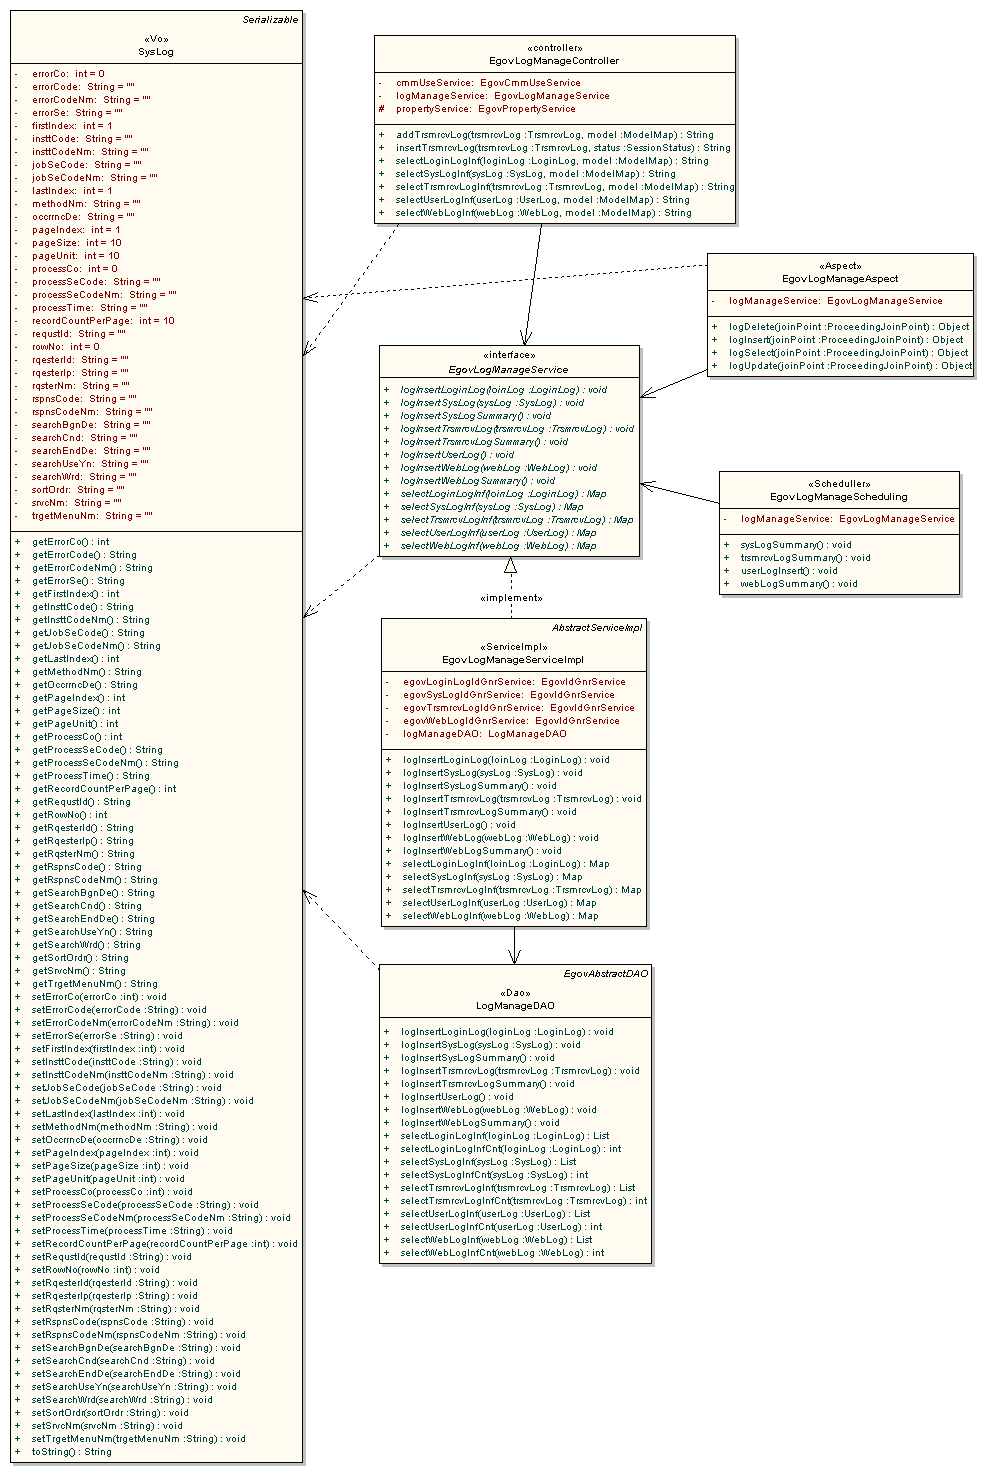 Serializable
«Vo»
SysLog
- errorCo: int = 0
- errorCode: String = ""
- errorCodeNm: String = ""
- errorSe: String = ""
- firstIndex: int = 1
- insttCode: String = ""
- insttCodeNm: String = ""
- jobSeCode: String = ""
- jobSeCodeNm: String = ""
- lastIndex: int = 1
- methodNm: String = ""
- occrrncDe: String = ""
- pageIndex: int = 1
- pageSize: int = 10
- pageUnit: int = 10
- processCo: int = 0
- processSeCode: String = ""
- processSeCodeNm: String = ""
- processTime: String = ""
- recordCountPerPage: int = 10
- requstId: String = ""
- rowNo: int = 0
- rqesterId: String = ""
- rqesterIp: String = ""
- rqsterNm: String = ""
- rspnsCode: String = ""
- rspnsCodeNm: String = ""
- searchBgnDe: String = ""
- searchCnd: String = ""
- searchEndDe: String = ""
- searchUseYn: String = ""
- searchWrd: String = ""
- sortOrdr: String = ""
- srvcNm: String = ""
- trgetMenuNm: String = ""
+ getErrorCo() : int
+ getErrorCode() : String
+ getErrorCodeNm() : String
+ getErrorSe() : String
+ getFirstIndex() : int
+ getInsttCode() : String
+ getInsttCodeNm() : String
+ getJobSeCode() : String
+ getJobSeCodeNm() : String
+ getLastIndex() : int
+ getMethodNm() : String
+ getOccrrncDe() : String
+ getPageIndex() : int
+ getPageSize() : int
+ getPageUnit() : int
+ getProcessCo() : int
+ getProcessSeCode() : String
+ getProcessSeCodeNm() : String
+ getProcessTime() : String
+ getRecordCountPerPage() : int
+ getRequstId() : String
+ getRowNo() : int
+ getRqesterId() : String
+ getRqesterIp() : String
+ getRqsterNm() : String
+ getRspnsCode() : String
+ getRspnsCodeNm() : String
+ getSearchBgnDe() : String
+ getSearchCnd() : String
+ getSearchEndDe() : String
+ getSearchUseYn() : String
+ getSearchWrd() : String
+ getSortOrdr() : String
+ getSrvcNm() : String
+ getTrgetMenuNm() : String
+ setErrorCo(errorCo :int) : void
+ setErrorCode(errorCode :String) : void
+ setErrorCodeNm(errorCodeNm :String) : void
+ setErrorSe(errorSe :String) : void
+ setFirstIndex(firstIndex :int) : void
+ setInsttCode(insttCode :String) : void
+ setInsttCodeNm(insttCodeNm :String) : void
+ setJobSeCode(jobSeCode :String) : void
+ setJobSeCodeNm(jobSeCodeNm :String) : void
+ setLastIndex(lastIndex :int) : void
+ setMethodNm(methodNm :String) : void
+ setOccrrncDe(occrrncDe :String) : void
+ setPageIndex(pageIndex :int) : void
+ setPageSize(pageSize :int) : void
+ setPageUnit(pageUnit :int) : void
+ setProcessCo(processCo :int) : void
+ setProcessSeCode(processSeCode :String) : void
+ setProcessSeCodeNm(processSeCodeNm :String) : void
+ setProcessTime(processTime :String) : void
+ setRecordCountPerPage(recordCountPerPage :int) : void
+ setRequstId(requstId :String) : void
+ setRowNo(rowNo :int) : void
+ setRqesterId(rqesterId :String) : void
+ setRqesterIp(rqesterIp :String) : void
+ setRqsterNm(rqsterNm :String) : void
+ setRspnsCode(rspnsCode :String) : void
+ setRspnsCodeNm(rspnsCodeNm :String) : void
+ setSearchBgnDe(searchBgnDe :String) : void
+ setSearchCnd(searchCnd :String) : void
+ setSearchEndDe(searchEndDe :String) : void
+ setSearchUseYn(searchUseYn :String) : void
+ setSearchWrd(searchWrd :String) : void
+ setSortOrdr(sortOrdr :String) : void
+ setSrvcNm(srvcNm :String) : void
+ setTrgetMenuNm(trgetMenuNm :String) : void
+ toString() : String
«controller»
EgovLogManageController
- cmmUseService: EgovCmmUseService
- logManageService: EgovLogManageService
# propertyService: EgovPropertyService
+ addTrsmrcvLog(trsmrcvLog :TrsmrcvLog, model :ModelMap) : String
+ insertTrsmrcvLog(trsmrcvLog :TrsmrcvLog, status :SessionStatus) : String
+ selectLoginLogInf(loginLog :LoginLog, model :ModelMap) : String
+ selectSysLogInf(sysLog :SysLog, model :ModelMap) : String
+ selectTrsmrcvLogInf(trsmrcvLog :TrsmrcvLog, model :ModelMap) : String
+ selectUserLogInf(userLog :UserLog, model :ModelMap) : String
+ selectWebLogInf(webLog :WebLog, model :ModelMap) : String
«Aspect»
EgovLogManageAspect
- logManageService: EgovLogManageService
+ logDelete(joinPoint :ProceedingJoinPoint) : Object
+ logInsert(joinPoint :ProceedingJoinPoint) : Object
+ logSelect(joinPoint :ProceedingJoinPoint) : Object
+ logUpdate(joinPoint :ProceedingJoinPoint) : Object
«interface»
EgovLogManageService
+ logInsertLoginLog(loinLog :LoginLog) : void
+ logInsertSysLog(sysLog :SysLog) : void
+ logInsertSysLogSummary() : void
+ logInsertTrsmrcvLog(trsmrcvLog :TrsmrcvLog) : void
+ logInsertTrsmrcvLogSummary() : void
+ logInsertUserLog() : void
+ logInsertWebLog(webLog :WebLog) : void
+ logInsertWebLogSummary() : void
+ selectLoginLogInf(loinLog :LoginLog) : Map
+ selectSysLogInf(sysLog :SysLog) : Map
+ selectTrsmrcvLogInf(trsmrcvLog :TrsmrcvLog) : Map
+ selectUserLogInf(userLog :UserLog) : Map
+ selectWebLogInf(webLog :WebLog) : Map
«Scheduller»
EgovLogManageScheduling
- logManageService: EgovLogManageService
+ sysLogSummary() : void
+ trsmrcvLogSummary() : void
+ userLogInsert() : void
+ webLogSummary() : void
«implement»
AbstractServiceImpl
«ServiceImpl»
EgovLogManageServiceImpl
- egovLoginLogIdGnrService: EgovIdGnrService
- egovSysLogIdGnrService: EgovIdGnrService
- egovTrsmrcvLogIdGnrService: EgovIdGnrService
- egovWebLogIdGnrService: EgovIdGnrService
- logManageDAO: LogManageDAO
+ logInsertLoginLog(loinLog :LoginLog) : void
+ logInsertSysLog(sysLog :SysLog) : void
+ logInsertSysLogSummary() : void
+ logInsertTrsmrcvLog(trsmrcvLog :TrsmrcvLog) : void
+ logInsertTrsmrcvLogSummary() : void
+ logInsertUserLog() : void
+ logInsertWebLog(webLog :WebLog) : void
+ logInsertWebLogSummary() : void
+ selectLoginLogInf(loinLog :LoginLog) : Map
+ selectSysLogInf(sysLog :SysLog) : Map
+ selectTrsmrcvLogInf(trsmrcvLog :TrsmrcvLog) : Map
+ selectUserLogInf(userLog :UserLog) : Map
+ selectWebLogInf(webLog :WebLog) : Map
EgovAbstractDAO
«Dao»
LogManageDAO
+ logInsertLoginLog(loginLog :LoginLog) : void
+ logInsertSysLog(sysLog :SysLog) : void
+ logInsertSysLogSummary() : void
+ logInsertTrsmrcvLog(trsmrcvLog :TrsmrcvLog) : void
+ logInsertTrsmrcvLogSummary() : void
+ logInsertUserLog() : void
+ logInsertWebLog(webLog :WebLog) : void
+ logInsertWebLogSummary() : void
+ selectLoginLogInf(loginLog :LoginLog) : List
+ selectLoginLogInfCnt(loginLog :LoginLog) : int
+ selectSysLogInf(sysLog :SysLog) : List
+ selectSysLogInfCnt(sysLog :SysLog) : int
+ selectTrsmrcvLogInf(trsmrcvLog :TrsmrcvLog) : List
+ selectTrsmrcvLogInfCnt(trsmrcvLog :TrsmrcvLog) : int
+ selectUserLogInf(userLog :UserLog) : List
+ selectUserLogInfCnt(userLog :UserLog) : int
+ selectWebLogInf(webLog :WebLog) : List
+ selectWebLogInfCnt(webLog :WebLog) : int